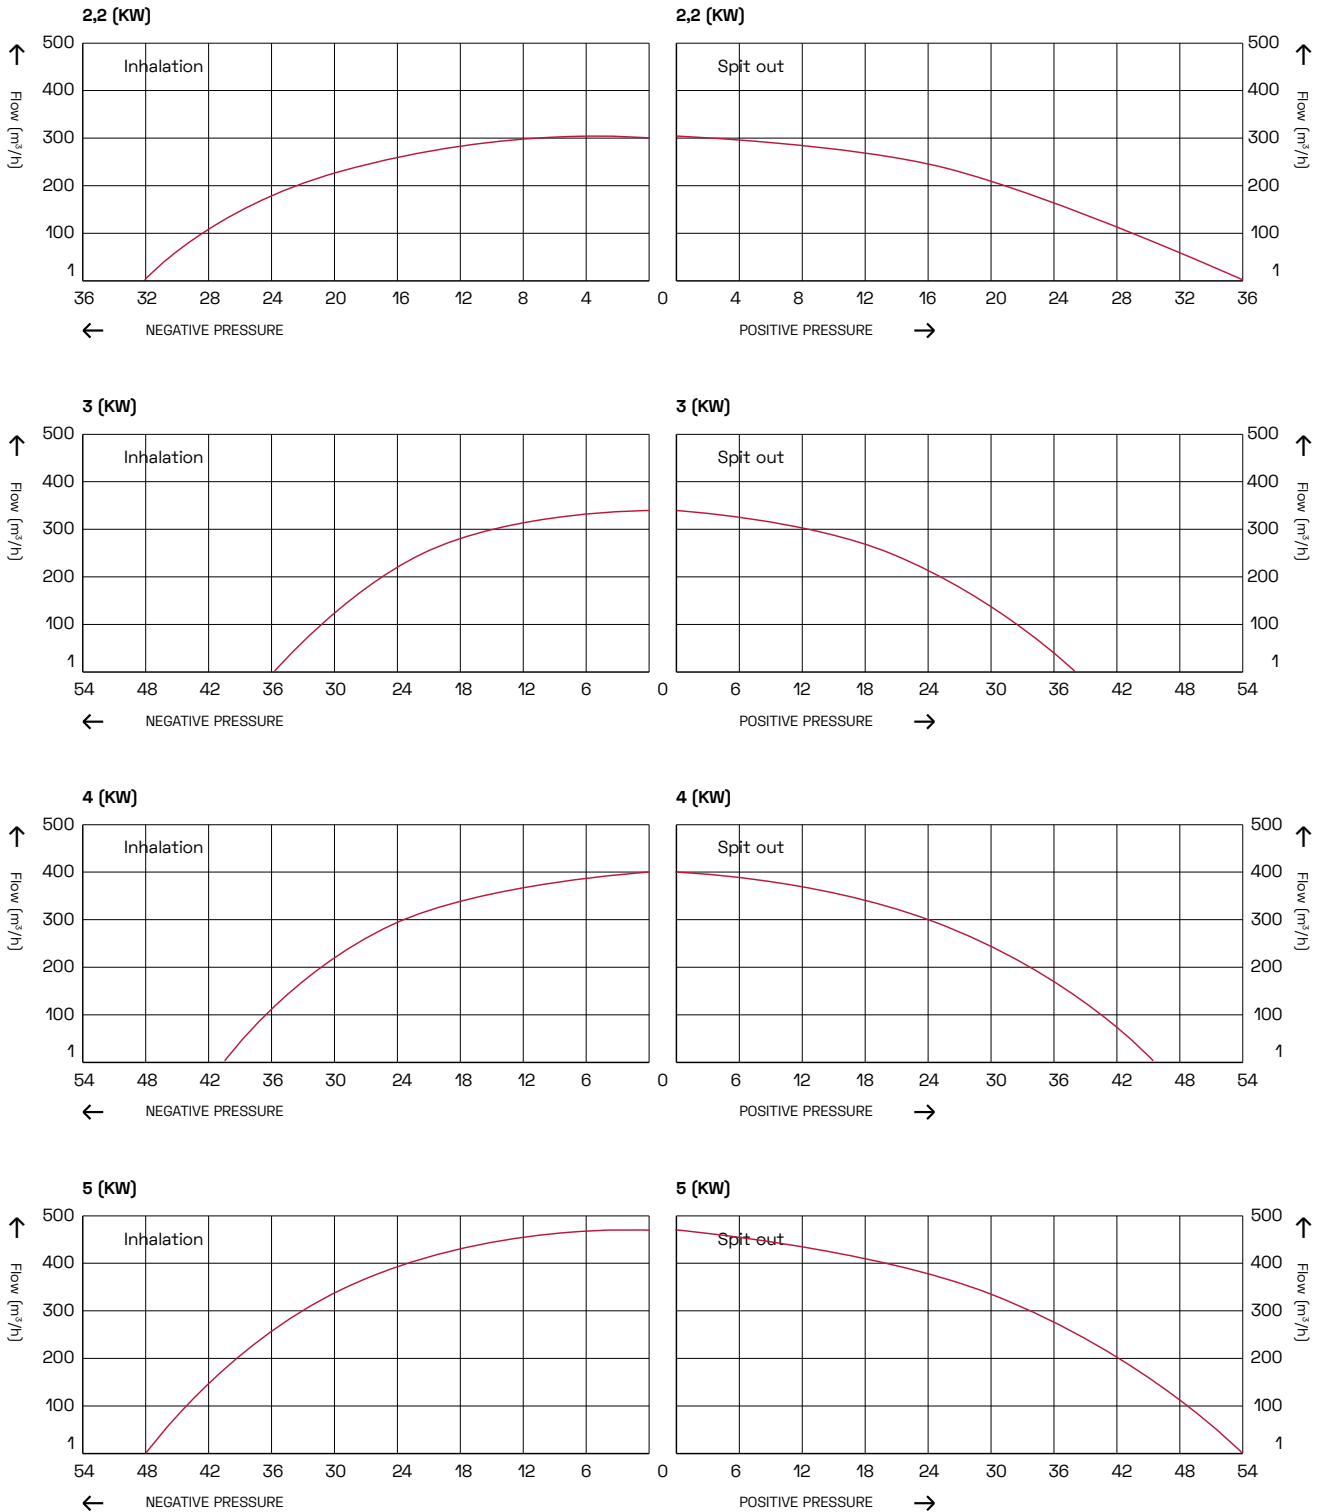 2,2 (KW)
2,2 (KW)
500
Inhalation
Spit out
500
400
400
Flow (m³/h)
Flow (m³/h)
300
300
200
200
100
100
1
1
36 32 28 24 20 16 12 8 4 0 4 8 12 16 20 24 28 32 36
NEGATIVE PRESSURE
POSITIVE PRESSURE
3 (KW)
3 (KW)
500
Inhalation
Spit out
500
400
400
Flow (m³/h)
Flow (m³/h)
300
300
200
200
100
100
1
1
54 48 42 36 30 24 18 12 6 0 6 12 18 24 30 36 42 48 54
NEGATIVE PRESSURE
POSITIVE PRESSURE
4 (KW)
4 (KW)
500
Inhalation
Spit out
500
400
400
Flow (m³/h)
Flow (m³/h)
300
300
200
200
100
100
1
1
54 48 42 36 30 24 18 12 6 0 6 12 18 24 30 36 42 48 54
NEGATIVE PRESSURE
POSITIVE PRESSURE
5 (KW)
5 (KW)
500
Inhalation
Spit out
500
400
400
Flow (m³/h)
Flow (m³/h)
300
300
200
200
100
100
1
1
54 48 42 36 30 24 18 12 6 0 6 12 18 24 30 36 42 48 54
NEGATIVE PRESSURE
POSITIVE PRESSURE